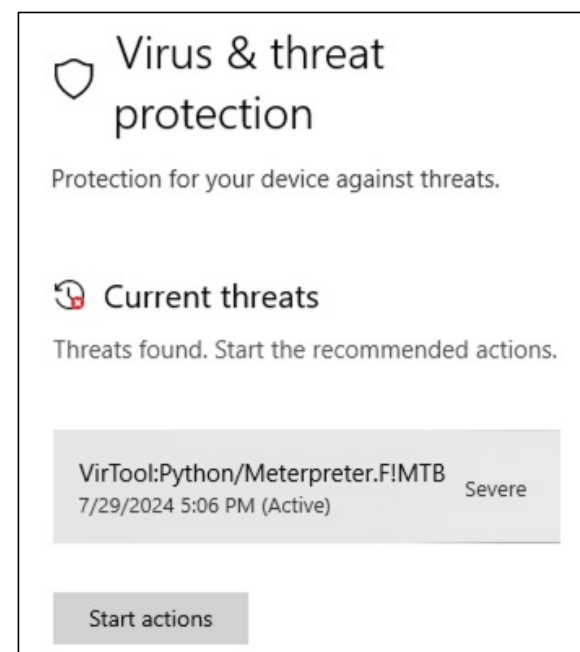 Virus & threat
protection
Protection for your device against threats.
Current threats
Threats found. Start the recommended actions.
VirTool:Python/Meterpreter.F!MTB
Severe
7/29/2024 5:06 PM (Active)
Start actions